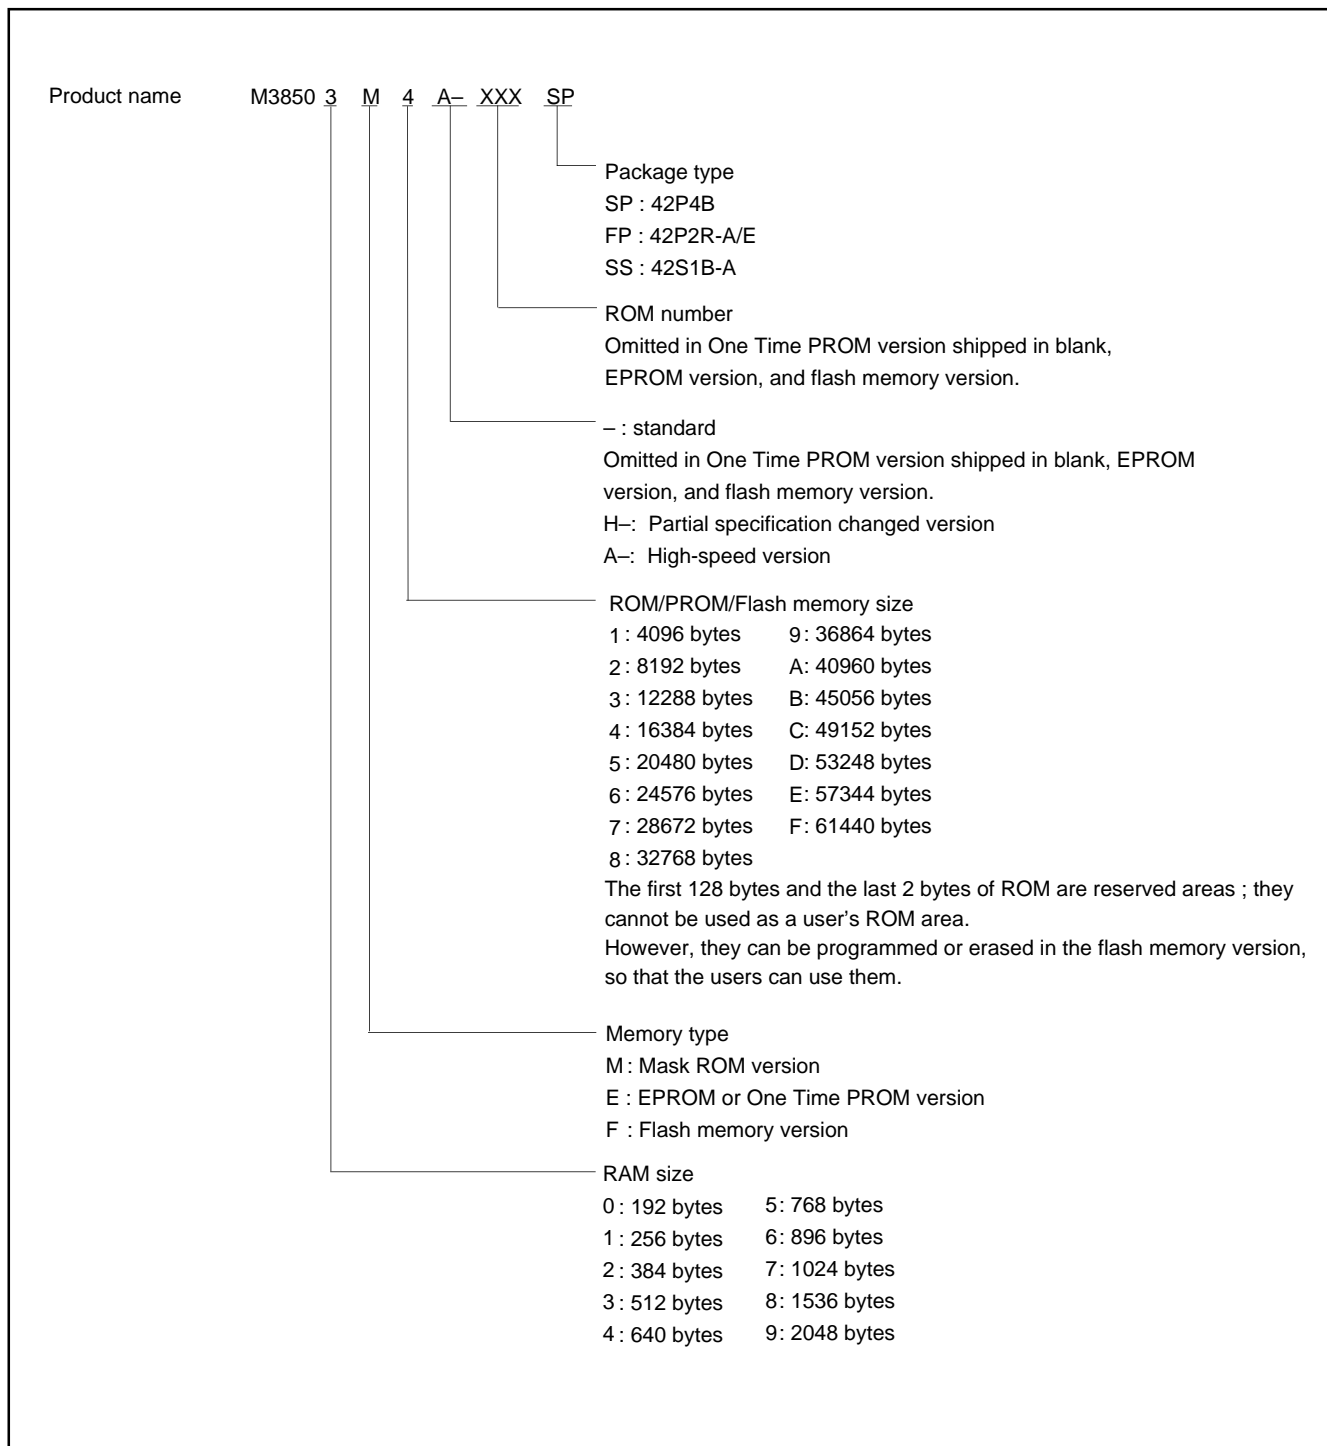 Product name M3850 3 M 4 A– XXX SP
Package type
SP : 42P4B
FP : 42P2R-A/E
SS : 42S1B-A
ROM number
Omitted in One Time PROM version shipped in blank,
EPROM version, and flash memory version.
– : standard
Omitted in One Time PROM version shipped in blank, EPROM
version, and flash memory version.
H–: Partial specification changed version
A–: High-speed version
ROM/PROM/Flash memory size
1 : 4096 bytes 9 : 36864 bytes
2 : 8192 bytes A: 40960 bytes
3 : 12288 bytes B: 45056 bytes
4 : 16384 bytes C: 49152 bytes
5 : 20480 bytes D: 53248 bytes
6 : 24576 bytes E: 57344 bytes
7 : 28672 bytes F: 61440 bytes
8 : 32768 bytes
The first 128 bytes and the last 2 bytes of ROM are reserved areas ; they
cannot be used as a user’s ROM area.
However, they can be programmed or erased in the flash memory version,
so that the users can use them.
Memory type
M : Mask ROM version
E : EPROM or One Time PROM version
F : Flash memory version
RAM size
0 : 192 bytes 5 : 768 bytes
1 : 256 bytes 6 : 896 bytes
2 : 384 bytes 7 : 1024 bytes
3 : 512 bytes 8 : 1536 bytes
4 : 640 bytes 9 : 2048 bytes